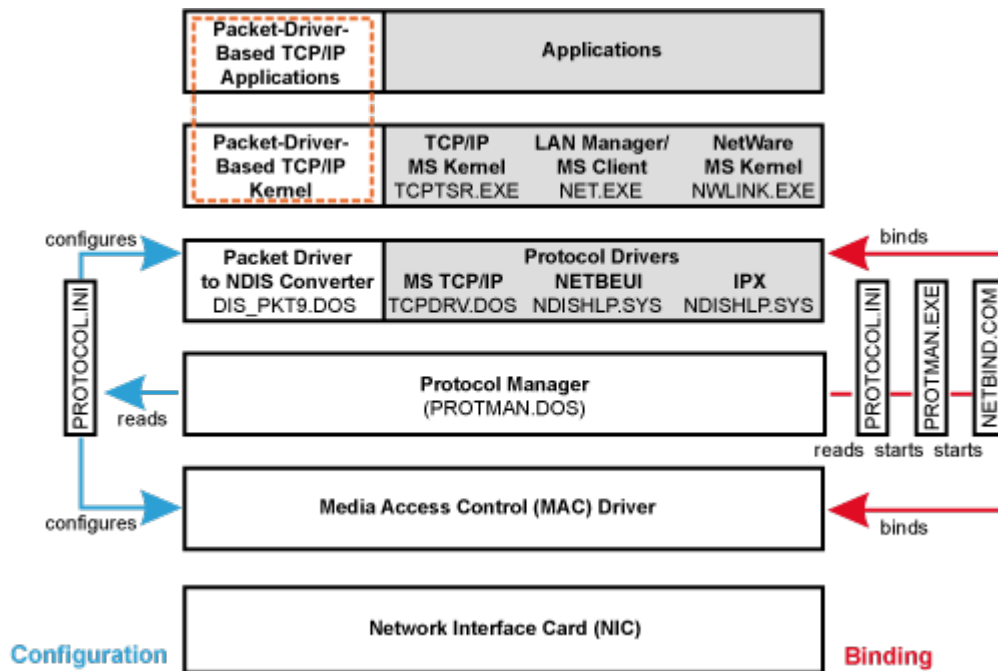 Packet-Driver-
Based TCP/IP
Applications
Applications
Packet-Driver-
Based TCP/IP
Kernel
TCP/IP
MS Kernel
TCPTSR.EXE
LAN Manager/
MS Client
NET.EXE
NetWare
MS Kernel
NWLINK.EXE
configures
binds
Packet Driver
to NDIS Converter
DIS_PKT9.DOS
Protocol Drivers
MS TCP/IP
TCPDRV.DOS
NETBEUI
NDISHLP.SYS
IPX
NDISHLP.SYS
PROTOCOL.INI
PROTOCOL.INI
PROTMAN.EXE
NETBIND.COM
Protocol Manager
(PROTMAN.DOS)
reads
reads starts starts
Media Access Control (MAC) Driver
configures
binds
Network Interface Card (NIC)
Configuration
Binding